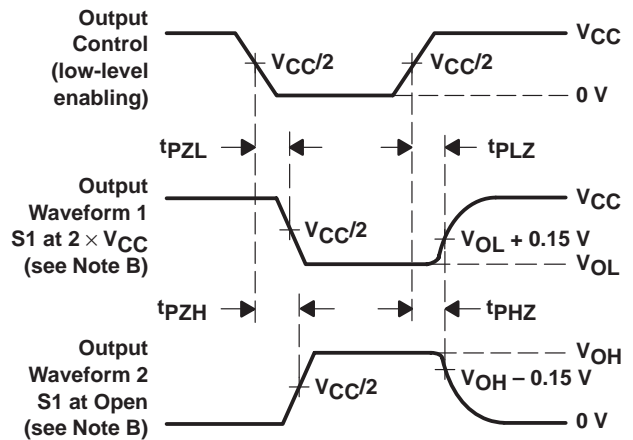 Output
Control
(low-level
enabling)
VCC/2
VCC/2
VCC
0 V
tPZL
tPLZ
Output
Waveform 1
S1 at 2 × VCC
(see Note B)
VCC/2
VCC
VOL + 0.15 V
VOL
tPZH
tPHZ
Output
Waveform 2
S1 at Open
(see Note B)
VCC/2
VOH
VOH – 0.15 V
0 V